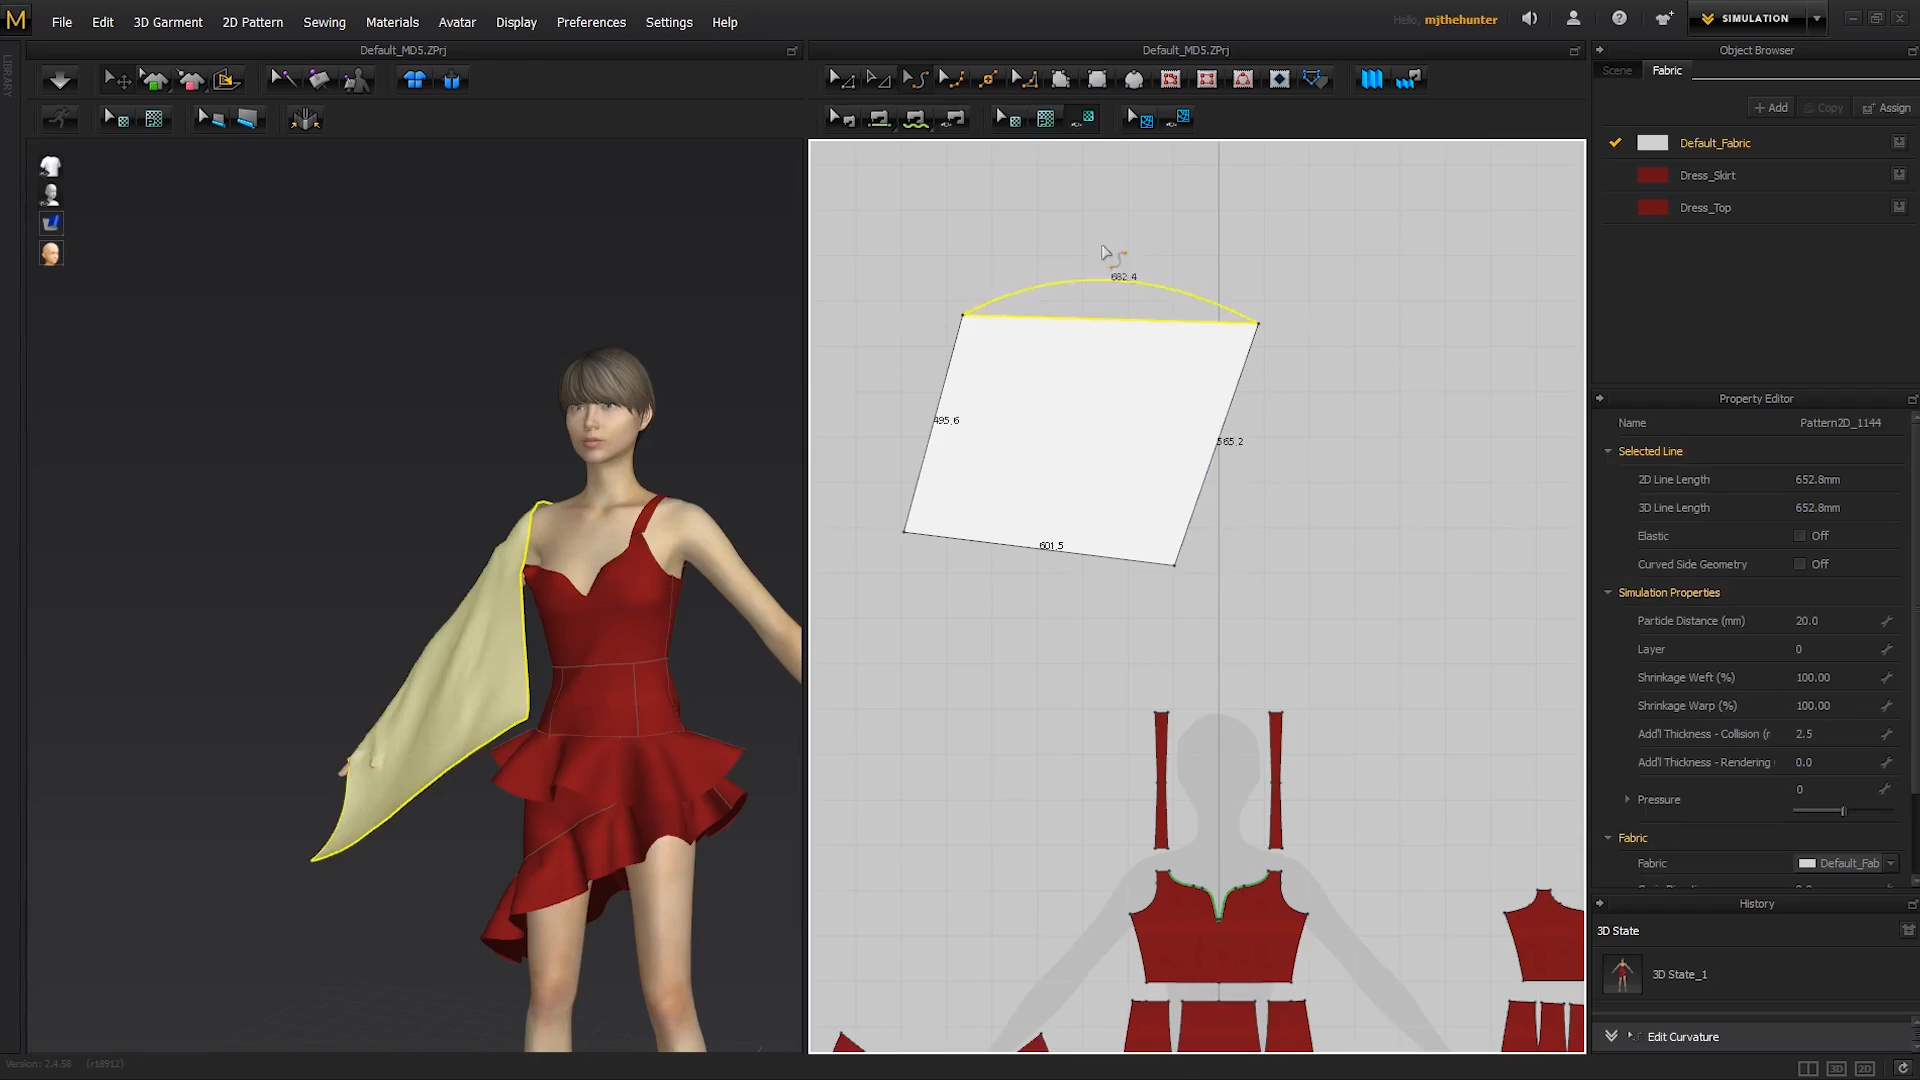 M File Edit 3D Garment 2D Pattern Sewing Materials Avatar Display Preferences Settings Help Hello, mjthehunter SIMULATION
Default_MD5.ZPrj Default_MD5.ZPrj Object Browser
Scene Fabric
LIBRARY
+ Add Copy Assign
Default_Fabric
Dress_Skirt
Dress_Top
682.4
495.6
565.2
601.5
Property Editor
Name Pattern2D_1144
Selected Line
2D Line Length 652.8mm
3D Line Length 652.8mm
Elastic Off
Curved Side Geometry Off
Simulation Properties
Particle Distance (mm) 20.0
Layer 0
Shrinkage Weft (%) 100.00
Shrinkage Warp (%) 100.00
Add'l Thickness - Collision (r 2.5
Add'l Thickness - Rendering 0.0
Pressure 0
Fabric
Fabric Default_Fab
History
3D State
3D State_1
Edit Curvature
Version: 2.4.58 (r18912)
3D 2D